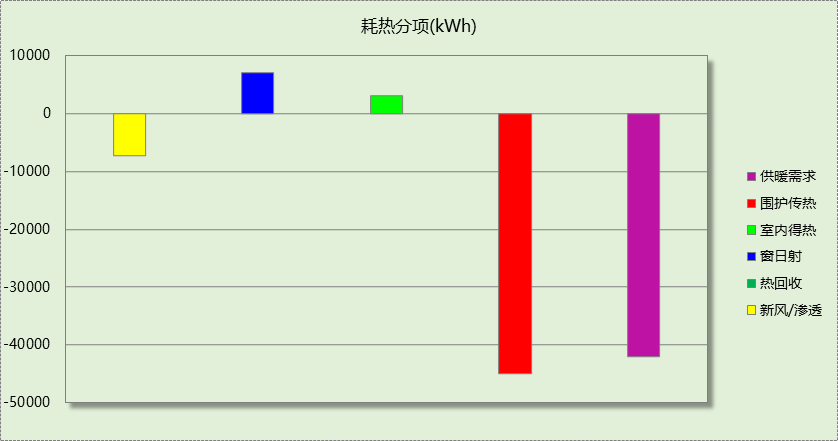 耗热分项(kWh)
10000
0
-10000
-20000
-30000
-40000
-50000
供暖需求
围护传热
室内得热
窗日射
热回收
新风/渗透